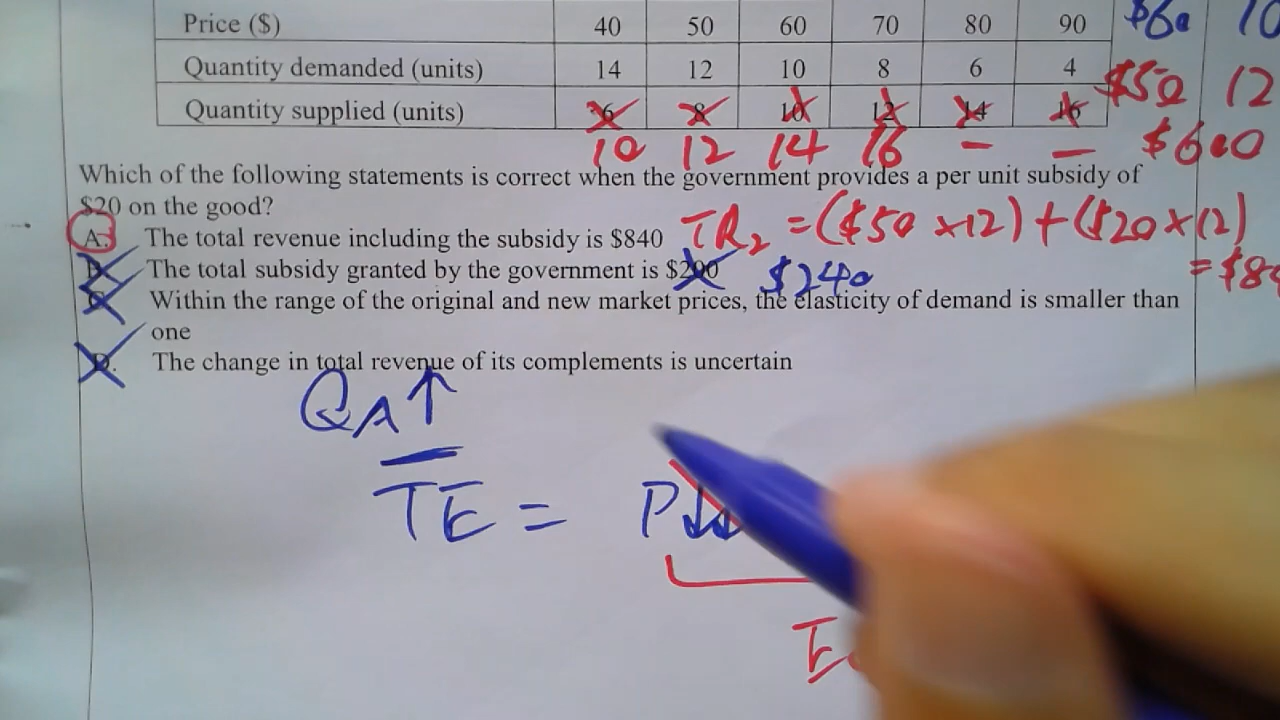 Price ($) 40 50 60 70 80 90 $60 10
Quantity demanded (units) 14 12 10 8 6 4 $50 12
Quantity supplied (units) 6 8 10 12 14 16
10 12 14 16 - - $600
Which of the following statements is correct when the government provides a per unit subsidy of
$20 on the good?
A. The total revenue including the subsidy is $840 TR2 = ($50 x 12) + ($20 x 12)
B. The total subsidy granted by the government is $200 $240 = $84
C. Within the range of the original and new market prices, the elasticity of demand is smaller than
one
D. The change in total revenue of its complements is uncertain
QA↑
TE = P↓↓